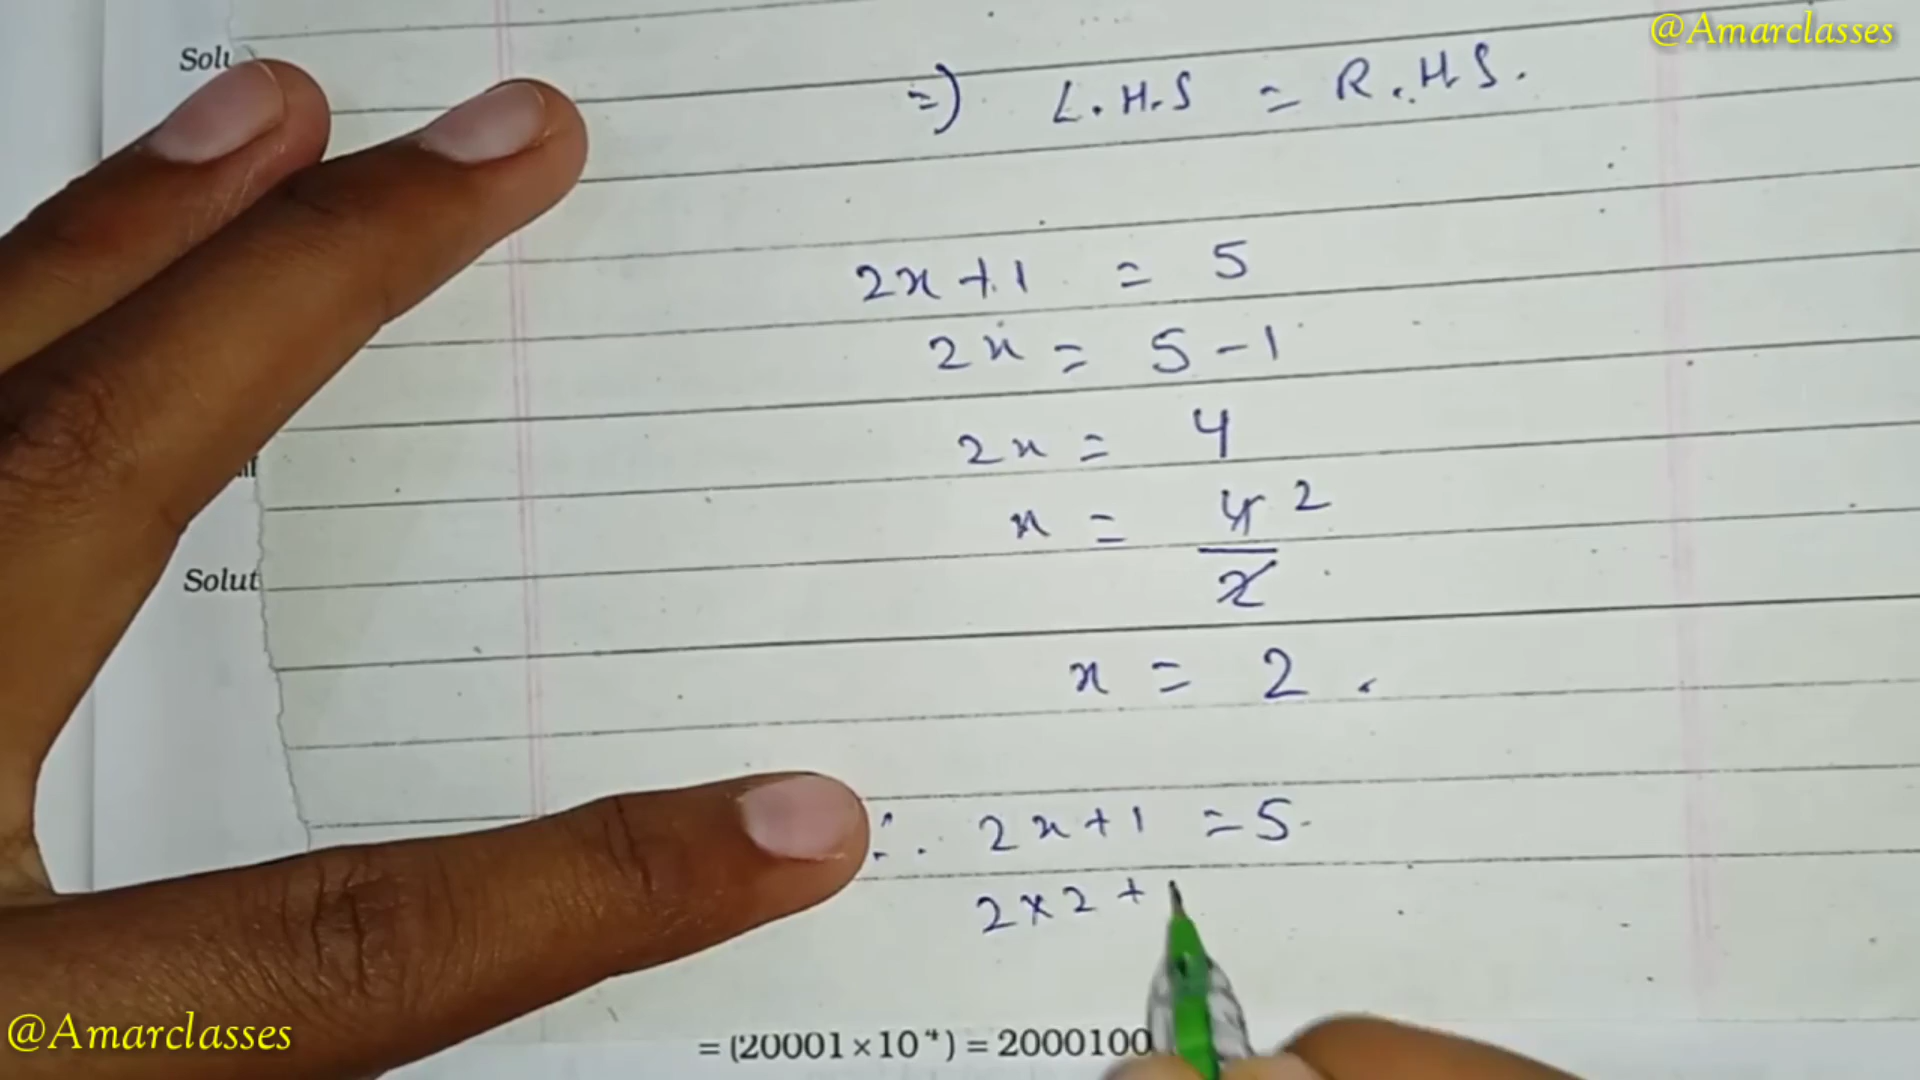 @Amarclasses
Solu
=) L.H.S = R.H.S.
2x + 1 = 5
2x = 5 - 1
2x = 4
x = 4 2
2
x = 2 .
Solut
∴ 2x + 1 = 5.
2 × 2 +
@Amarclasses
= (20001 × 10⁴) = 2000100